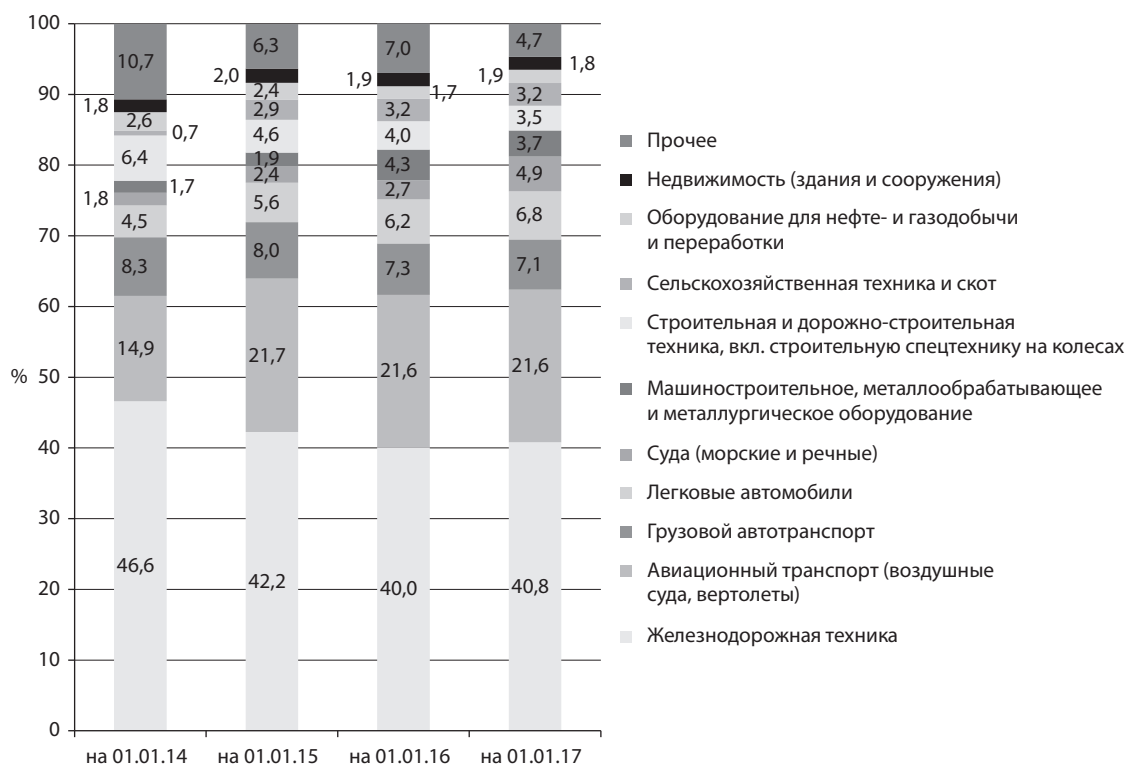 100
90
80
70
60
%
50
40
30
20
10
0
10,7
1,8
2,6
0,7
6,4
1,7
1,8
4,5
8,3
14,9
46,6
на 01.01.14
6,3
2,0
2,4
2,9
4,6
1,9
2,4
5,6
8,0
21,7
42,2
на 01.01.15
7,0
1,9
1,7
3,2
4,0
4,3
2,7
6,2
7,3
21,6
40,0
на 01.01.16
4,7
1,8
1,9
3,2
3,5
3,7
4,9
6,8
7,1
21,6
40,8
на 01.01.17
Прочее
Недвижимость (здания и сооружения)
Оборудование для нефте- и газодобычи
и переработки
Сельскохозяйственная техника и скот
Строительная и дорожно-строительная
техника, вкл. строительную спецтехнику на колесах
Машиностроительное, металлообрабатывающее
и металлургическое оборудование
Суда (морские и речные)
Легковые автомобили
Грузовой автотранспорт
Авиационный транспорт (воздушные
суда, вертолеты)
Железнодорожная техника